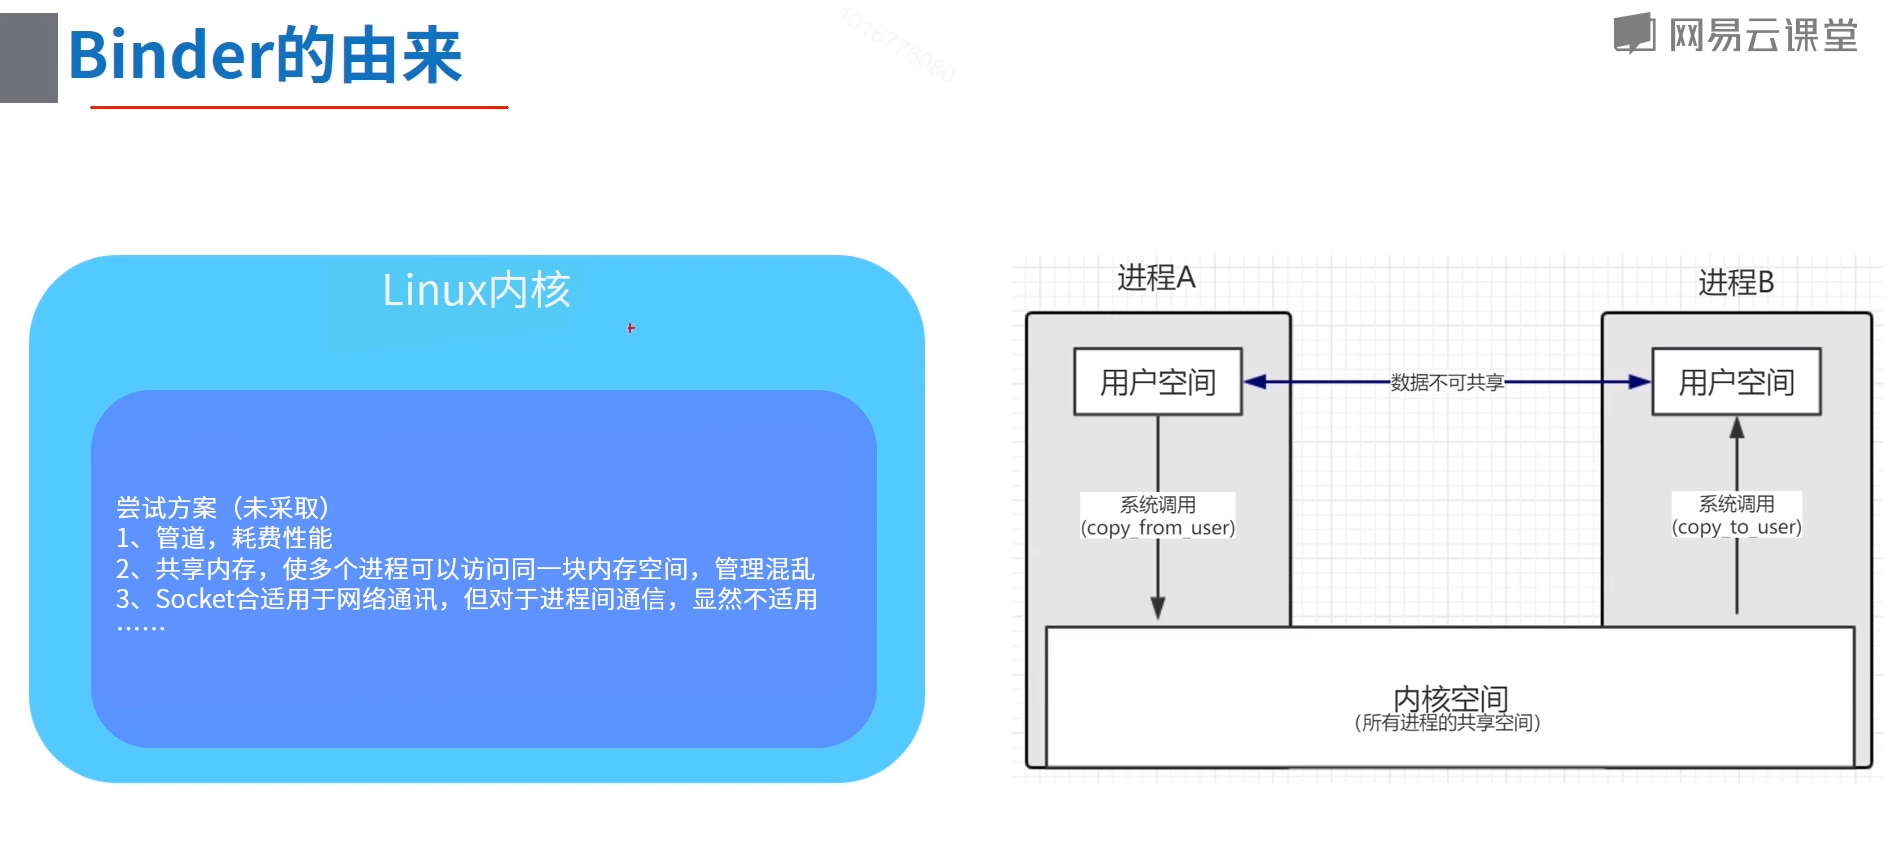 Binder的由来
1016776080
网易云课堂
Linux内核
尝试方案（未采取）
1、管道，耗费性能
2、共享内存，使多个进程可以访问同一块内存空间，管理混乱
3、Socket合适用于网络通讯，但对于进程间通信，显然不适用
……
进程A
进程B
用户空间
数据不可共享
用户空间
系统调用
(copy_from_user)
系统调用
(copy_to_user)
内核空间
（所有进程的共享空间）